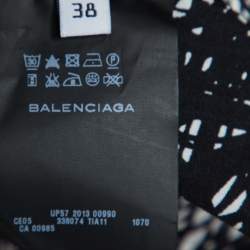 38
BALENCIAGA
UP57 2013 00990
CE05 338074 TIA11 1070
CA 00985